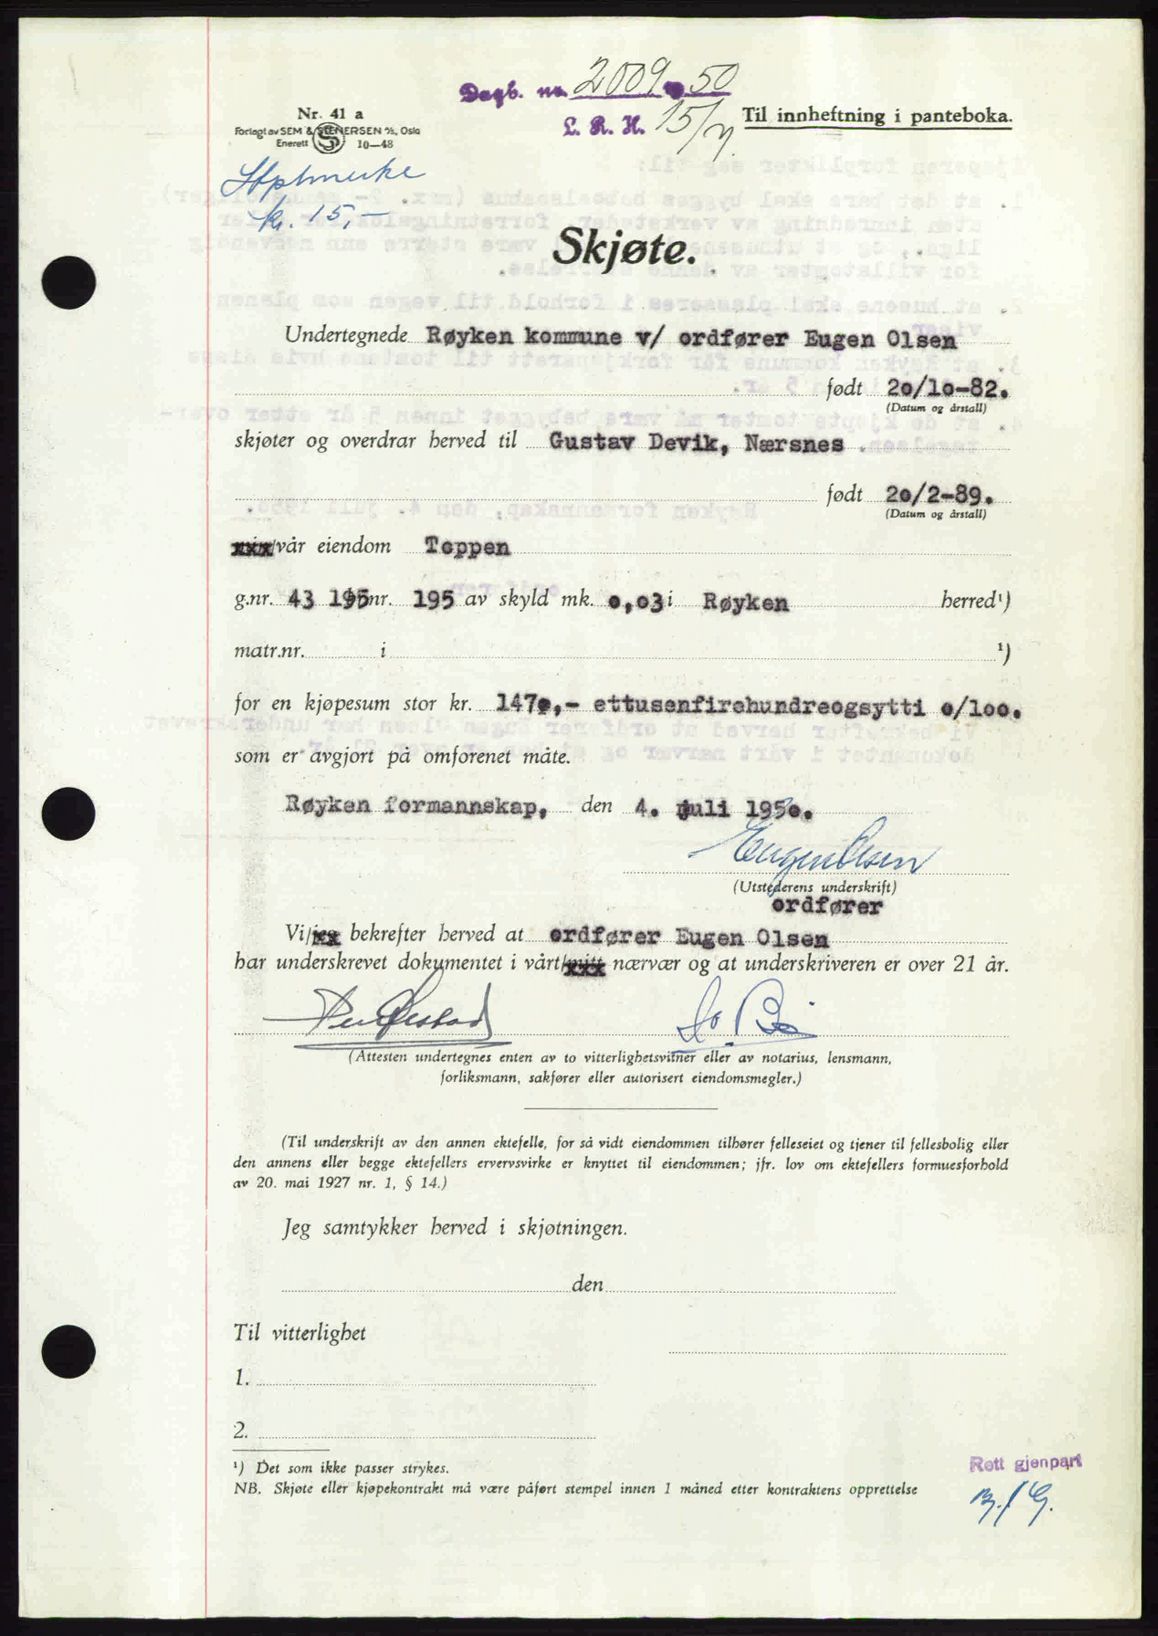 Dagb. nr. 2009 50
L. R. H. 15/7
Til innheftning i panteboka.
Nr. 41 a
Forlagt av SEM & STENERSEN A/S, Oslo
Enerett 10—48
Stplmerke
kr. 15,-
Skjøte.
Undertegnede Røyken kommune v/ ordfører Eugen Olsen
født 20/10-82.
(Datum og årstall)
skjøter og overdrar herved til Gustav Devik, Nærsnes
født 20/2-89.
(Datum og årstall)
xxx/vår eiendom Toppen
g.nr. 43 195 nr. 195 av skyld mk. 0,03 i Røyken herred¹)
matr.nr. i ¹)
for en kjøpesum stor kr. 1470,- ettusenfirehundreogsytti 0/100.
som er avgjort på omforenet måte.
Røyken formannskap, den 4. juli 1950.
Eugen Olsen
(Utstederens underskrift)
ordfører
Vi/jeg bekrefter herved at ordfører Eugen Olsen
har underskrevet dokumentet i vårt/mitt nærvær og at underskriveren er over 21 år.
(Attesten undertegnes enten av to vitterlighetsvitner eller av notarius, lensmann,
forliksmann, sakfører eller autorisert eiendomsmegler.)
(Til underskrift av den annen ektefelle, for så vidt eiendommen tilhører felleseiet og tjener til fellesbolig eller
den annens eller begge ektefellers ervervsvirke er knyttet til eiendommen; jfr. lov om ektefellers formuesforhold
av 20. mai 1927 nr. 1, § 14.)
Jeg samtykker herved i skjøtningen.
den
Til vitterlighet
1.
2.
¹) Det som ikke passer strykes.
NB. Skjøte eller kjøpekontrakt må være påført stempel innen 1 måned etter kontraktens opprettelse
Rett gjenpart